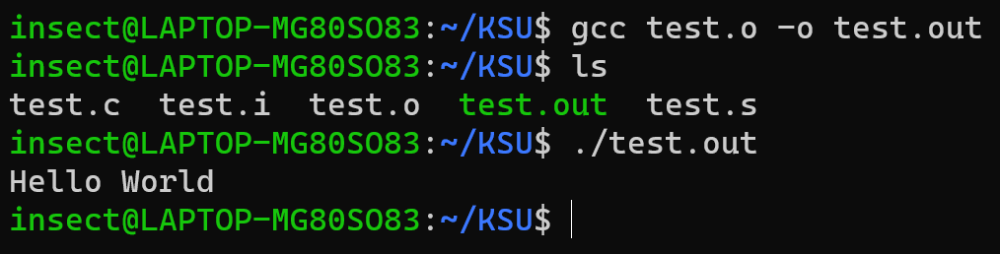 insect@LAPTOP-MG80SO83:~/KSU$ gcc test.o -o test.out
insect@LAPTOP-MG80SO83:~/KSU$ ls
test.c  test.i  test.o  test.out  test.s
insect@LAPTOP-MG80SO83:~/KSU$ ./test.out
Hello World
insect@LAPTOP-MG80SO83:~/KSU$